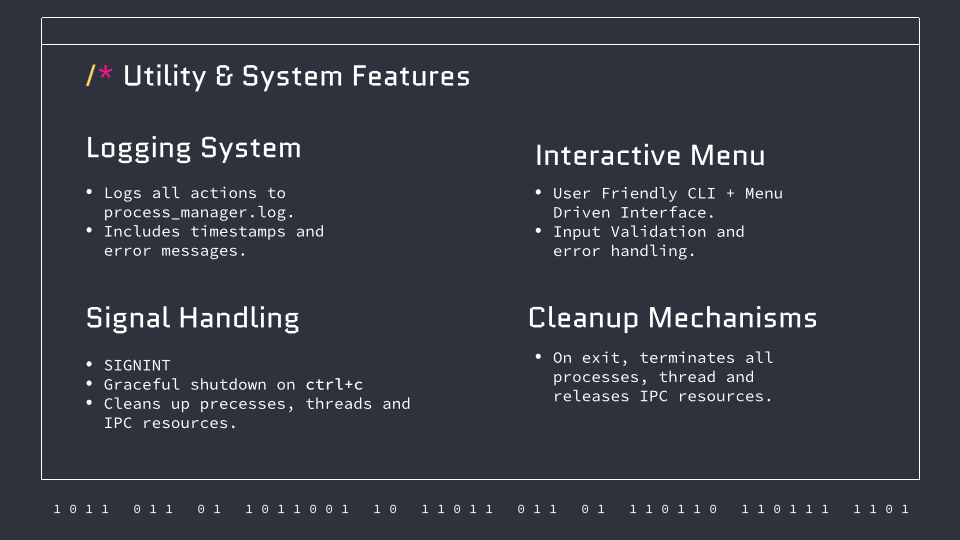 /* Utility & System Features
Logging System
• Logs all actions to
process_manager.log.
• Includes timestamps and
error messages.
Interactive Menu
• User Friendly CLI + Menu
Driven Interface.
• Input Validation and
error handling.
Signal Handling
• SIGNINT
• Graceful shutdown on ctrl+c
• Cleans up precesses, threads and
IPC resources.
Cleanup Mechanisms
• On exit, terminates all
processes, thread and
releases IPC resources.
1011 011 01 1011001 10 11011 011 01 110110 110111 1101